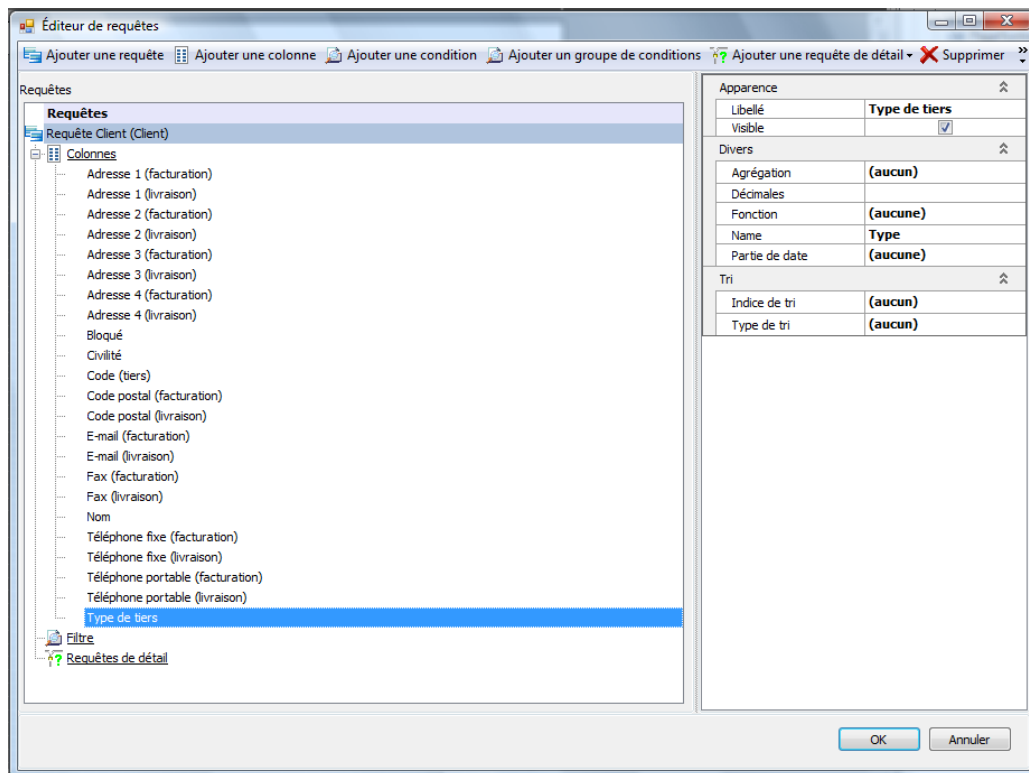 Éditeur de requêtes
Ajouter une requête Ajouter une colonne Ajouter une condition Ajouter un groupe de conditions Ajouter une requête de détail Supprimer
Requêtes
Requêtes
Requête Client (Client)
Colonnes
Adresse 1 (facturation)
Adresse 1 (livraison)
Adresse 2 (facturation)
Adresse 2 (livraison)
Adresse 3 (facturation)
Adresse 3 (livraison)
Adresse 4 (facturation)
Adresse 4 (livraison)
Bloqué
Civilité
Code (tiers)
Code postal (facturation)
Code postal (livraison)
E-mail (facturation)
E-mail (livraison)
Fax (facturation)
Fax (livraison)
Nom
Téléphone fixe (facturation)
Téléphone fixe (livraison)
Téléphone portable (facturation)
Téléphone portable (livraison)
Type de tiers
Filtre
Requêtes de détail
Apparence
Libellé Type de tiers
Visible
Divers
Agrégation (aucun)
Décimales
Fonction (aucune)
Name Type
Partie de date (aucune)
Tri
Indice de tri (aucun)
Type de tri (aucun)
OK Annuler